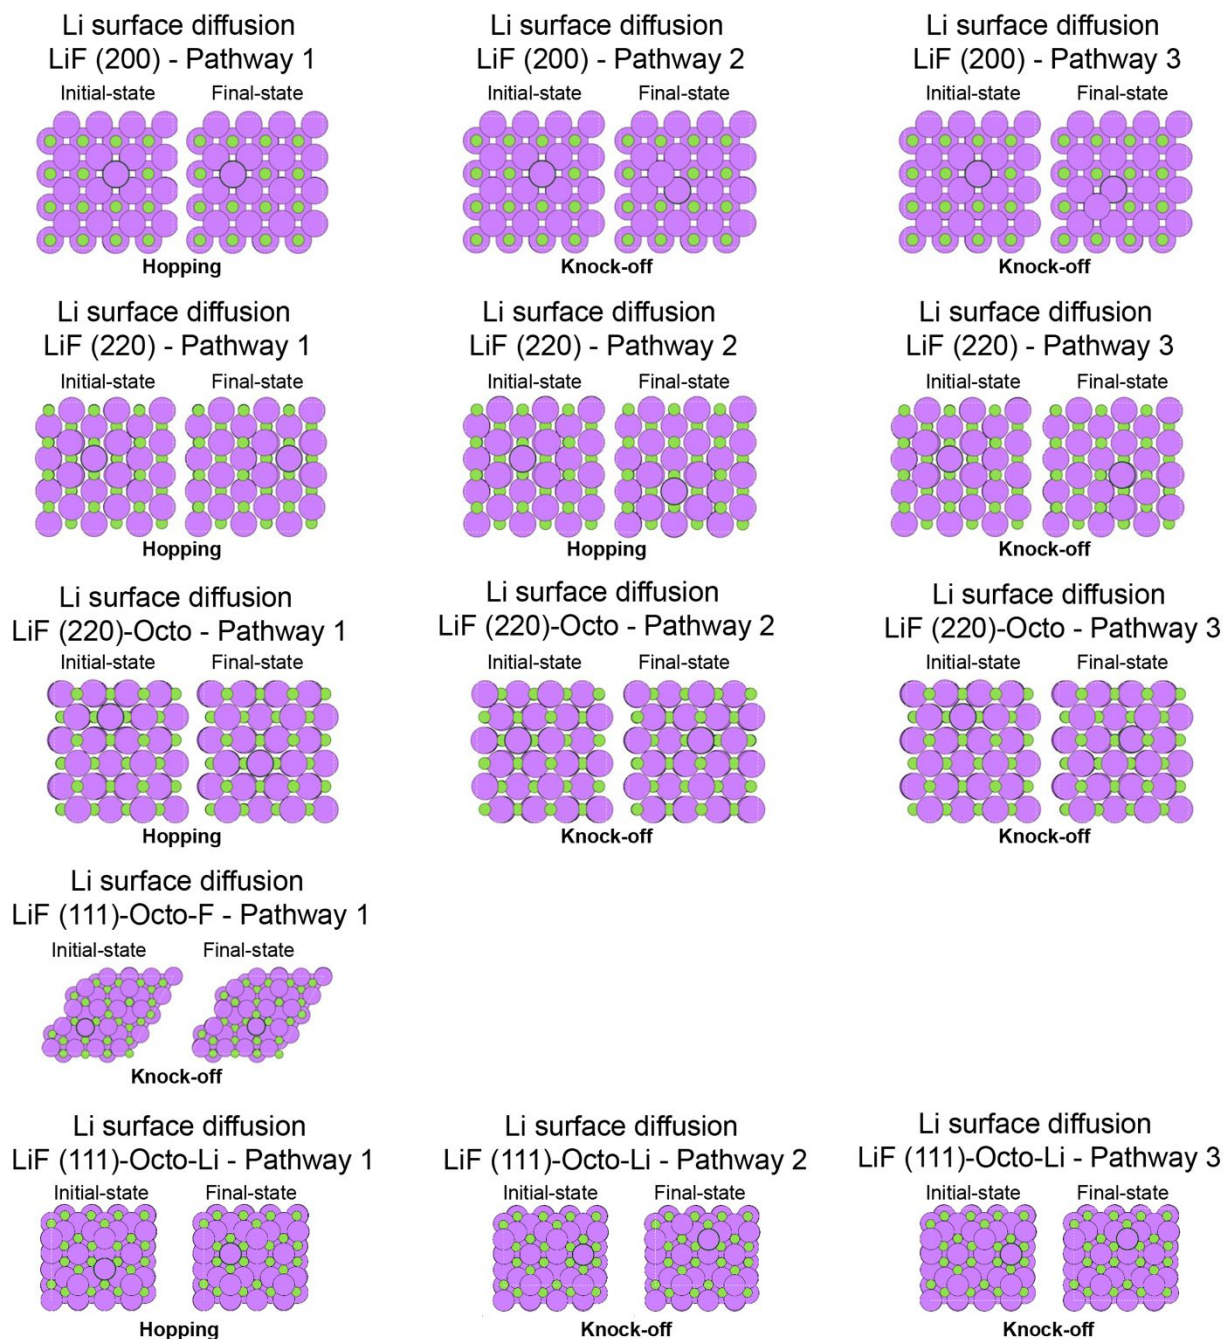 Li surface diffusion
LiF (200) - Pathway 1
Initial-state Final-state
Hopping
Li surface diffusion
LiF (200) - Pathway 2
Initial-state Final-state
Knock-off
Li surface diffusion
LiF (200) - Pathway 3
Initial-state Final-state
Knock-off
Li surface diffusion
LiF (220) - Pathway 1
Initial-state Final-state
Hopping
Li surface diffusion
LiF (220) - Pathway 2
Initial-state Final-state
Hopping
Li surface diffusion
LiF (220) - Pathway 3
Initial-state Final-state
Knock-off
Li surface diffusion
LiF (220)-Octo - Pathway 1
Initial-state Final-state
Hopping
Li surface diffusion
LiF (220)-Octo - Pathway 2
Initial-state Final-state
Knock-off
Li surface diffusion
LiF (220)-Octo - Pathway 3
Initial-state Final-state
Knock-off
Li surface diffusion
LiF (111)-Octo-F - Pathway 1
Initial-state Final-state
Knock-off
Li surface diffusion
LiF (111)-Octo-Li - Pathway 1
Initial-state Final-state
Hopping
Li surface diffusion
LiF (111)-Octo-Li - Pathway 2
Initial-state Final-state
Knock-off
Li surface diffusion
LiF (111)-Octo-Li - Pathway 3
Initial-state Final-state
Knock-off